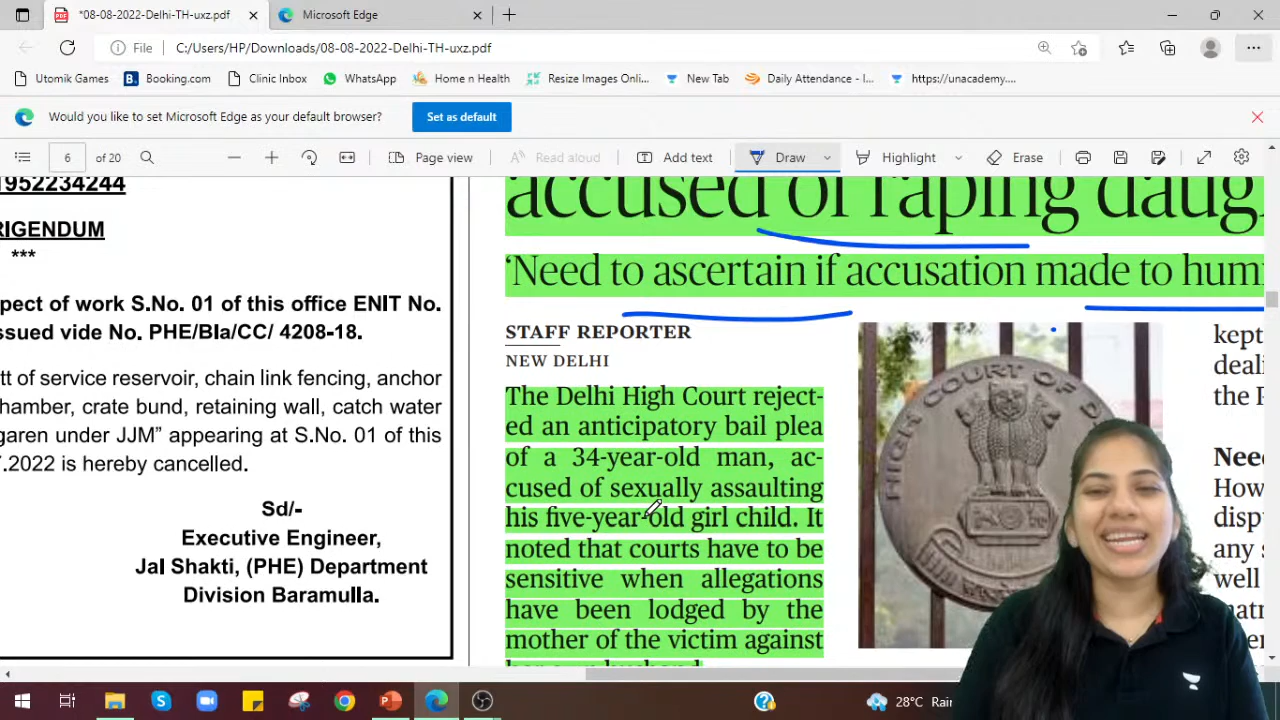 *08-08-2022-Delhi-TH-uxz.pdf
Microsoft Edge
File
C:/Users/HP/Downloads/08-08-2022-Delhi-TH-uxz.pdf
Utomik Games
Booking.com
Clinic Inbox
WhatsApp
Home n Health
Resize Images Onli...
New Tab
Daily Attendance - I...
https://unacademy....
Would you like to set Microsoft Edge as your default browser?
Set as default
6 of 20
Page view
Read aloud
Add text
Draw
Highlight
Erase
1952234244
RIGENDUM
***
pect of work S.No. 01 of this office ENIT No.
ssued vide No. PHE/Bla/CC/ 4208-18.
tt of service reservoir, chain link fencing, anchor
hamber, crate bund, retaining wall, catch water
garen under JJM" appearing at S.No. 01 of this
.2022 is hereby cancelled.
Sd/-
Executive Engineer,
Jal Shakti, (PHE) Department
Division Baramulla.
accused of raping daug
‘Need to ascertain if accusation made to hum
STAFF REPORTER
NEW DELHI
The Delhi High Court reject-
ed an anticipatory bail plea
of a 34-year-old man, ac-
cused of sexually assaulting
his five-year-old girl child. It
noted that courts have to be
sensitive when allegations
have been lodged by the
mother of the victim against
HIGH COURT OF D
kept
deali
the
Need
How
disp
any
well
28°C